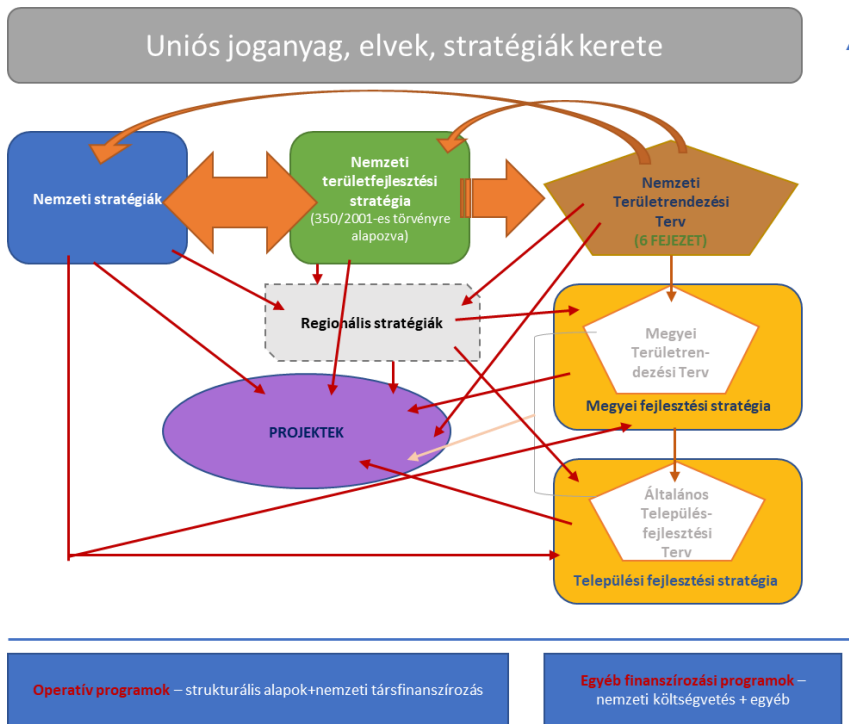 Uniós joganyag, elvek, stratégiák kerete
Nemzeti stratégiák
Nemzeti
területfejlesztési
stratégia
(350/2001-es törvényre
alapozva)
Nemzeti
Területrendezési
Terv
(6 FEJEZET)
Regionális stratégiák
Megyei
Területren-
dezési Terv
Megyei fejlesztési stratégia
PROJEKTEK
Általános
Település-
fejlesztési
Terv
Települési fejlesztési stratégia
Operatív programok – strukturális alapok+nemzeti társfinanszírozás
Egyéb finanszírozási programok –
nemzeti költségvetés + egyéb